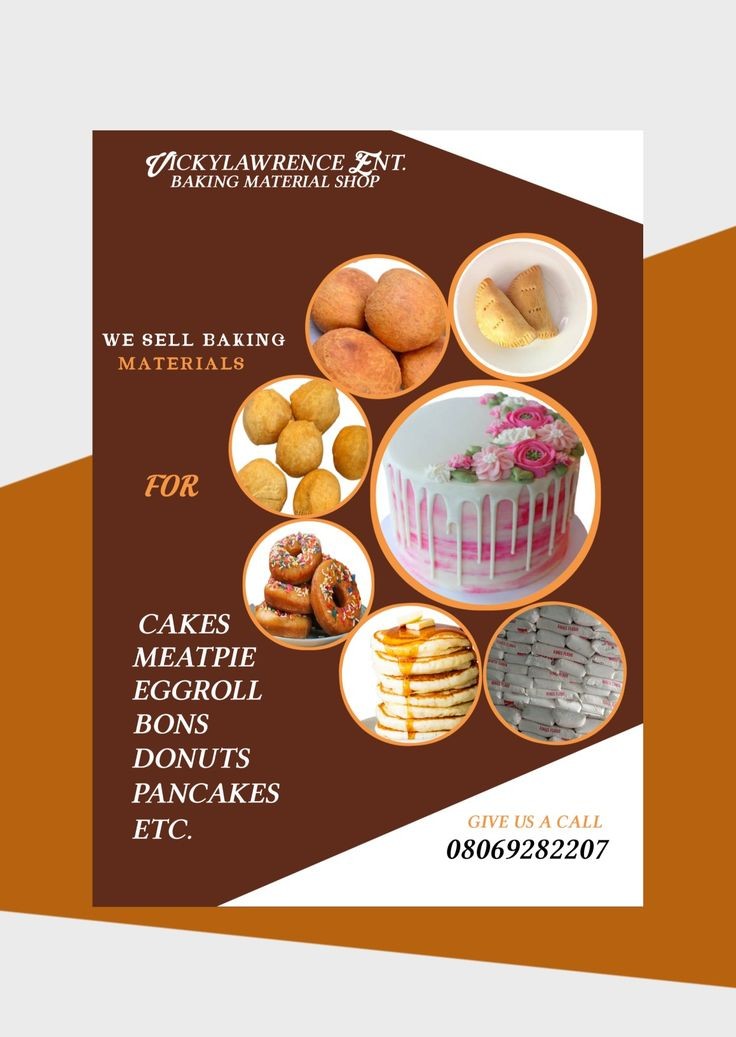 VICKYLAWRENCE ENT.
BAKING MATERIAL SHOP
WE SELL BAKING
MATERIALS
FOR
CAKES
MEATPIE
EGGROLL
BONS
DONUTS
PANCAKES
ETC.
GIVE US A CALL
08069282207